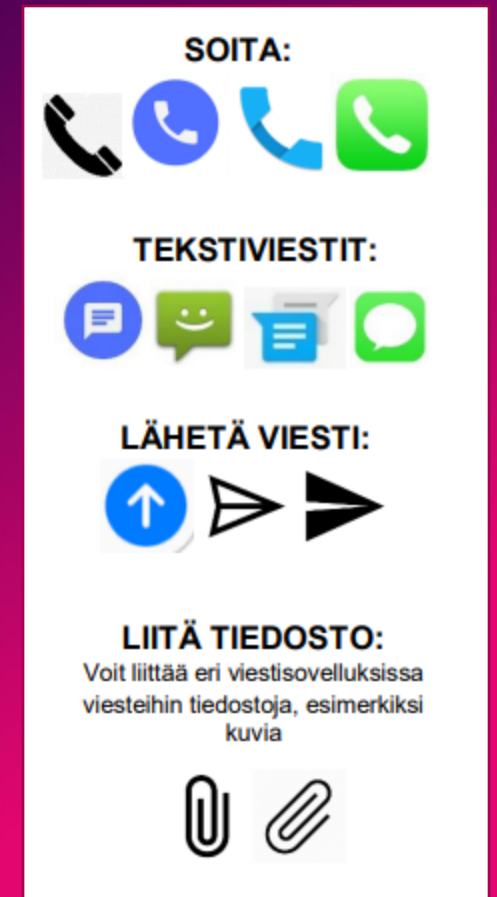 SOITA:
TEKSTIVIESTIT:
LÄHETÄ VIESTI:
LIITÄ TIEDOSTO:
Voit liittää eri viestisovelluksissa
viesteihin tiedostoja, esimerkiksi
kuvia